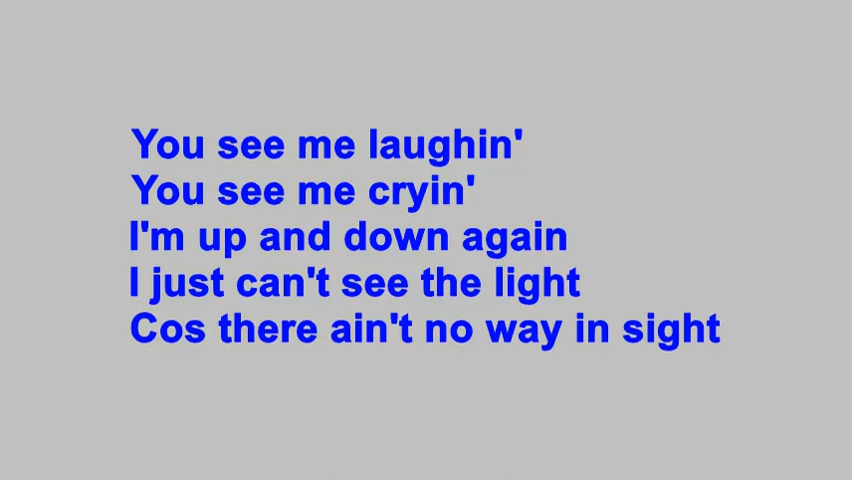 You see me laughin'
You see me cryin'
I'm up and down again
I just can't see the light
Cos there ain't no way in sight